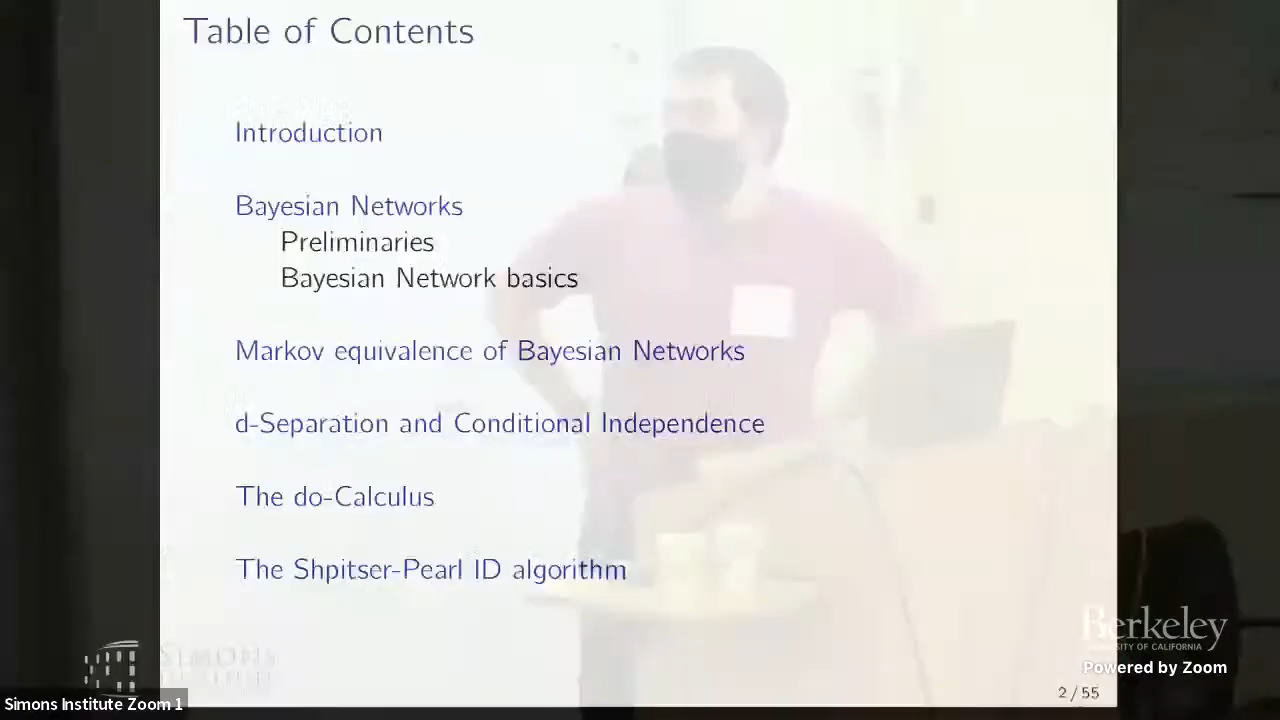 Table of Contents
Introduction
Bayesian Networks
Preliminaries
Bayesian Network basics
Markov equivalence of Bayesian Networks
d-Separation and Conditional Independence
The do-Calculus
The Shpitser-Pearl ID algorithm
SIMONS
INSTITUTE
Berkeley
UNIVERSITY OF CALIFORNIA
Powered by Zoom
2 / 55
Simons Institute Zoom 1